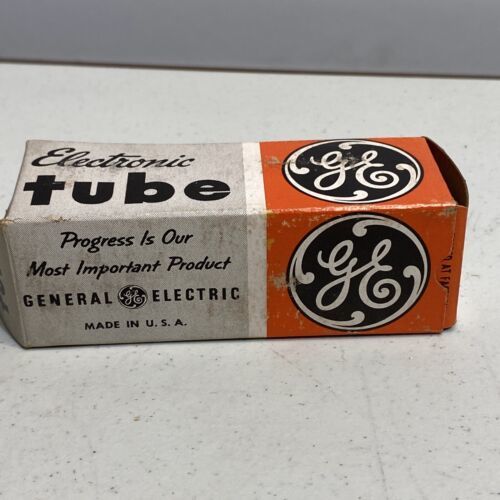 Electronic
tube
GE
Progress Is Our
Most Important Product
GENERAL GE ELECTRIC
MADE IN U. S. A.
GE